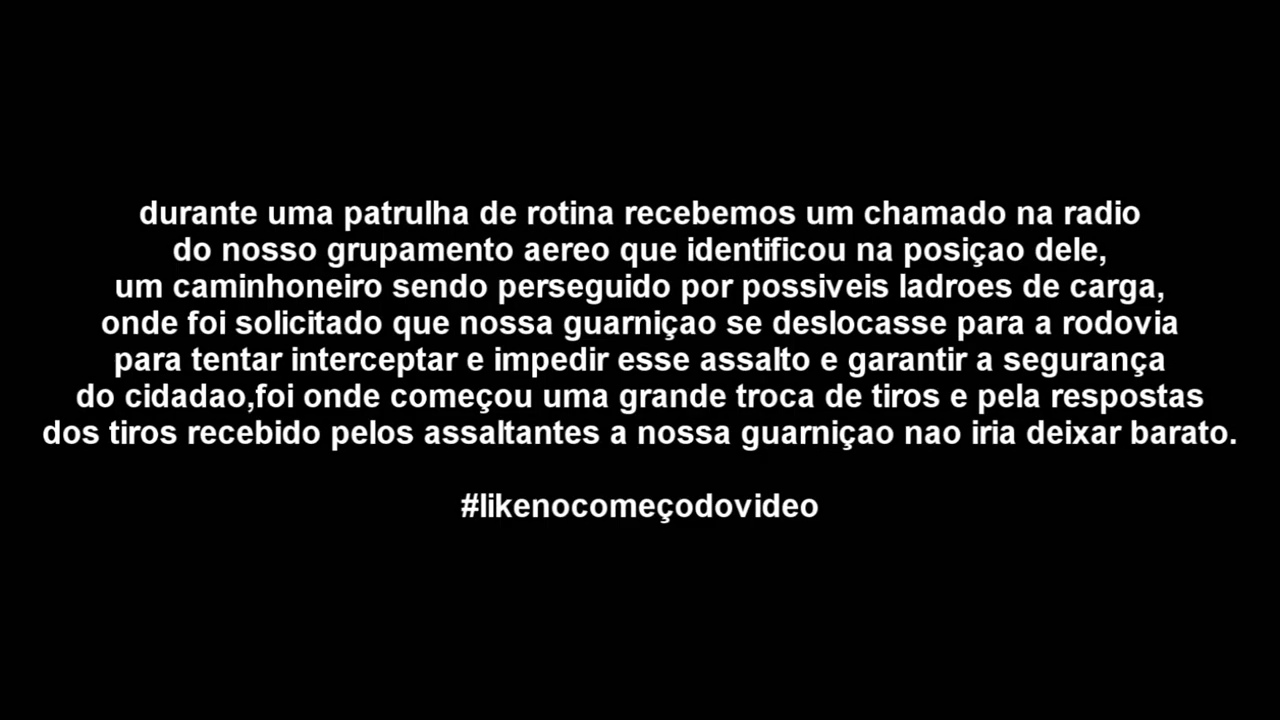 durante uma patrulha de rotina recebemos um chamado na radio
do nosso grupamento aereo que identificou na posiçao dele,
um caminhoneiro sendo perseguido por possiveis ladroes de carga,
onde foi solicitado que nossa guarniçao se deslocasse para a rodovia
para tentar interceptar e impedir esse assalto e garantir a segurança
do cidadao,foi onde começou uma grande troca de tiros e pela respostas
dos tiros recebido pelos assaltantes a nossa guarniçao nao iria deixar barato.
#likenocomeçodovideo